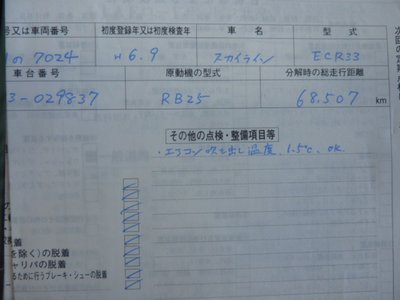 号又は車両番号 初度登録年又は初度検査年 車名 型式
7024 H6.9 スカイライン ECR33
車台番号 原動機の型式 分解時の総走行距離
3-029837 RB25 68,507 km
その他の点検・整備項目等
・エアコン吹き出し温度、1.5℃、OK.
着
を除く)の脱着
ャリパの脱着
るために行うブレーキ・シューの脱着